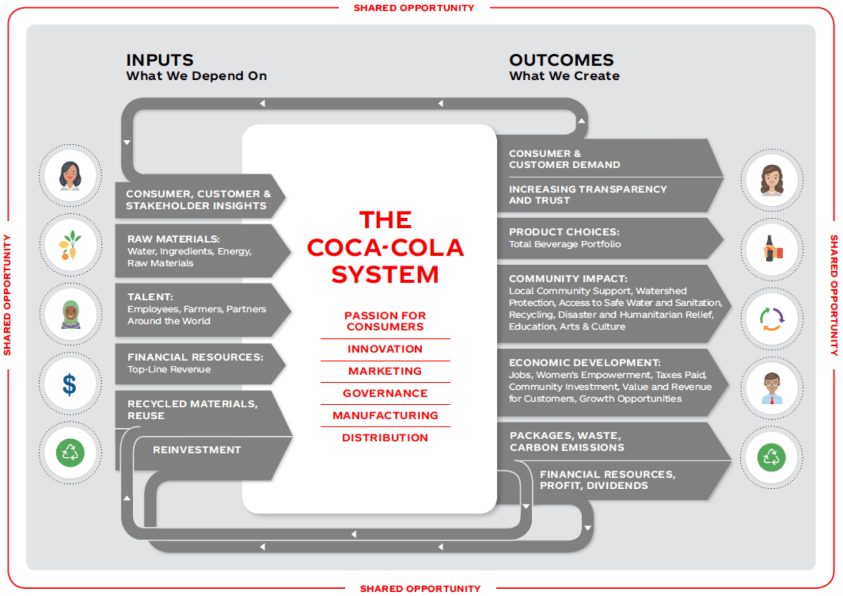 SHARED OPPORTUNITY
INPUTS
What We Depend On
OUTCOMES
What We Create
CONSUMER, CUSTOMER &
STAKEHOLDER INSIGHTS
RAW MATERIALS:
Water, Ingredients, Energy,
Raw Materials
TALENT:
Employees, Farmers, Partners
Around the World
FINANCIAL RESOURCES:
Top-Line Revenue
RECYCLED MATERIALS,
REUSE
REINVESTMENT
THE
COCA-COLA
SYSTEM
PASSION FOR
CONSUMERS
INNOVATION
MARKETING
GOVERNANCE
MANUFACTURING
DISTRIBUTION
CONSUMER &
CUSTOMER DEMAND
INCREASING TRANSPARENCY
AND TRUST
PRODUCT CHOICES:
Total Beverage Portfolio
COMMUNITY IMPACT:
Local Community Support, Watershed
Protection, Access to Safe Water and Sanitation,
Recycling, Disaster and Humanitarian Relief,
Education, Arts & Culture
ECONOMIC DEVELOPMENT:
Jobs, Women's Empowerment, Taxes Paid,
Community Investment, Value and Revenue
for Customers, Growth Opportunities
PACKAGES, WASTE,
CARBON EMISSIONS
FINANCIAL RESOURCES,
PROFIT, DIVIDENDS
$
SHARED OPPORTUNITY
SHARED OPPORTUNITY
SHARED OPPORTUNITY